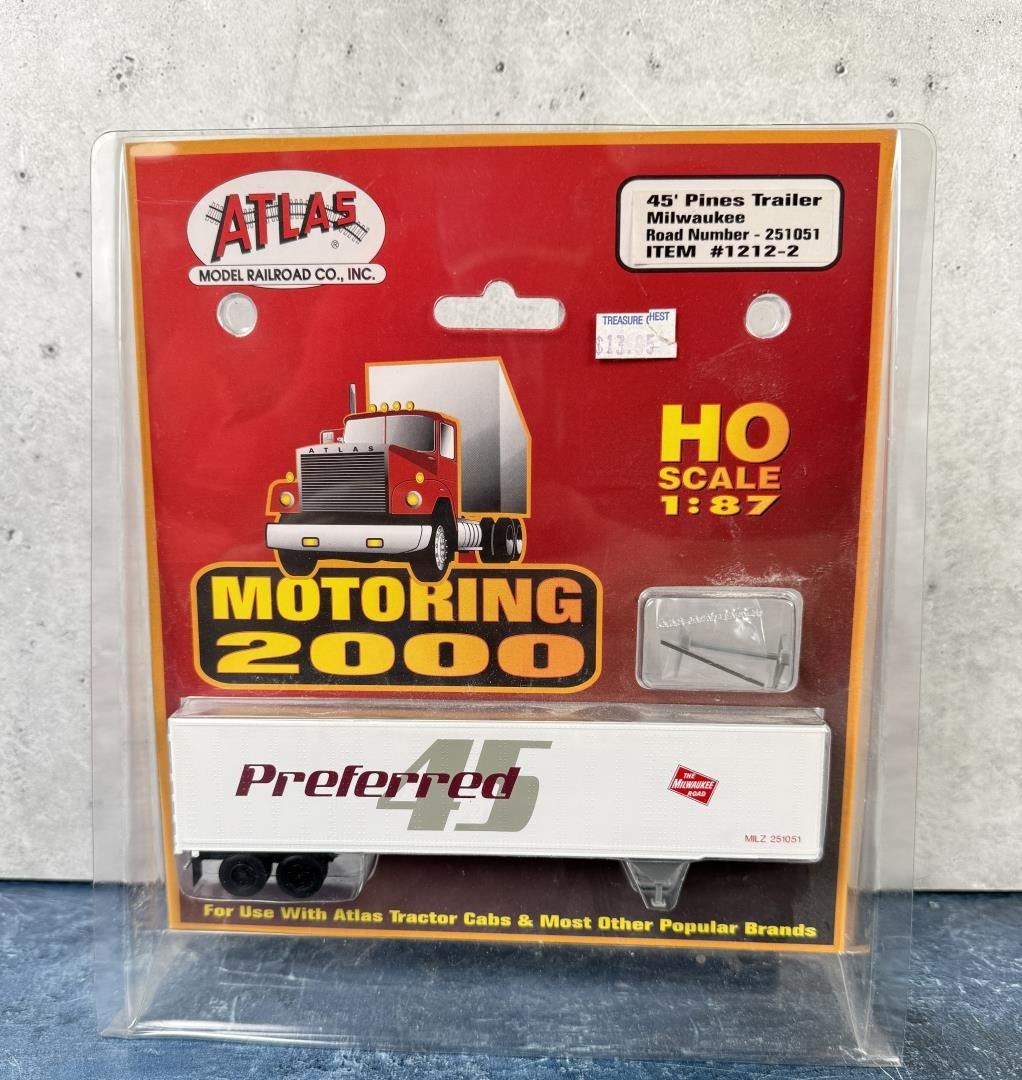 ATLAS
®
MODEL RAILROAD CO., INC.
45' Pines Trailer
Milwaukee
Road Number - 251051
ITEM #1212-2
TREASURE CHEST
$13.95
HO
SCALE
1:87
ATLAS
MOTORING
2000
Preferred 45
THE
MILWAUKEE
ROAD
MILZ 251051
For Use With Atlas Tractor Cabs & Most Other Popular Brands